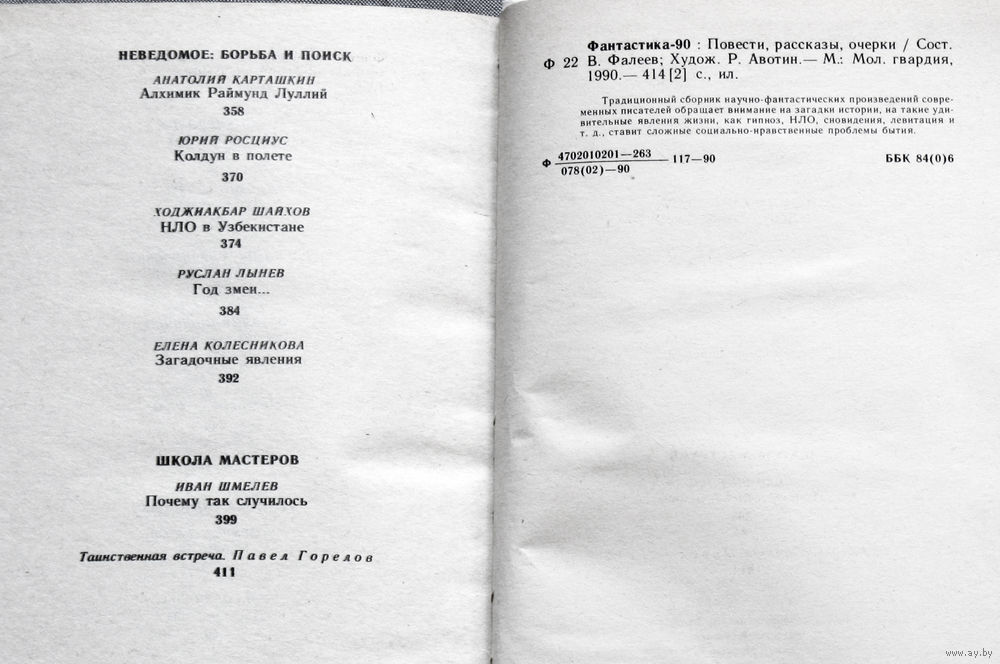 НЕВЕДОМОЕ: БОРЬБА И ПОИСК
АНАТОЛИЙ КАРТАШКИН
Алхимик Раймунд Луллий
358
ЮРИЙ РОСЦИУС
Колдун в полете
370
ХОДЖИАКБАР ШАЙХОВ
НЛО в Узбекистане
374
РУСЛАН ЛЫНЕВ
Год змеи...
384
ЕЛЕНА КОЛЕСНИКОВА
Загадочные явления
392
ШКОЛА МАСТЕРОВ
ИВАН ШМЕЛЕВ
Почему так случилось
399
Таинственная встреча. Павел Горелов
411
Фантастика-90 : Повести, рассказы, очерки / Сост.
Ф 22 В. Фалеев; Худож. Р. Авотин.— М.: Мол. гвардия,
1990.— 414 [2] с., ил.
Традиционный сборник научно-фантастических произведений совре-
менных писателей обращает внимание на загадки истории, на такие уди-
вительные явления жизни, как гипноз, НЛО, сновидения, левитация и
т. д., ставит сложные социально-нравственные проблемы бытия.
Ф 4702010201—263
078(02)—90
117—90
ББК 84(0)6
www.ay.by